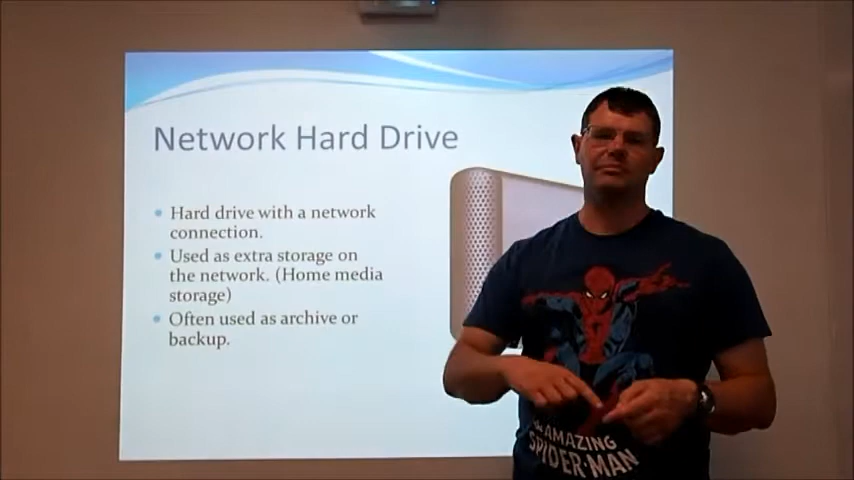 Network Hard Drive
Hard drive with a network
connection.
Used as extra storage on
the network. (Home media
storage)
Often used as archive or
backup.
AMAZING
SPIDER-MAN